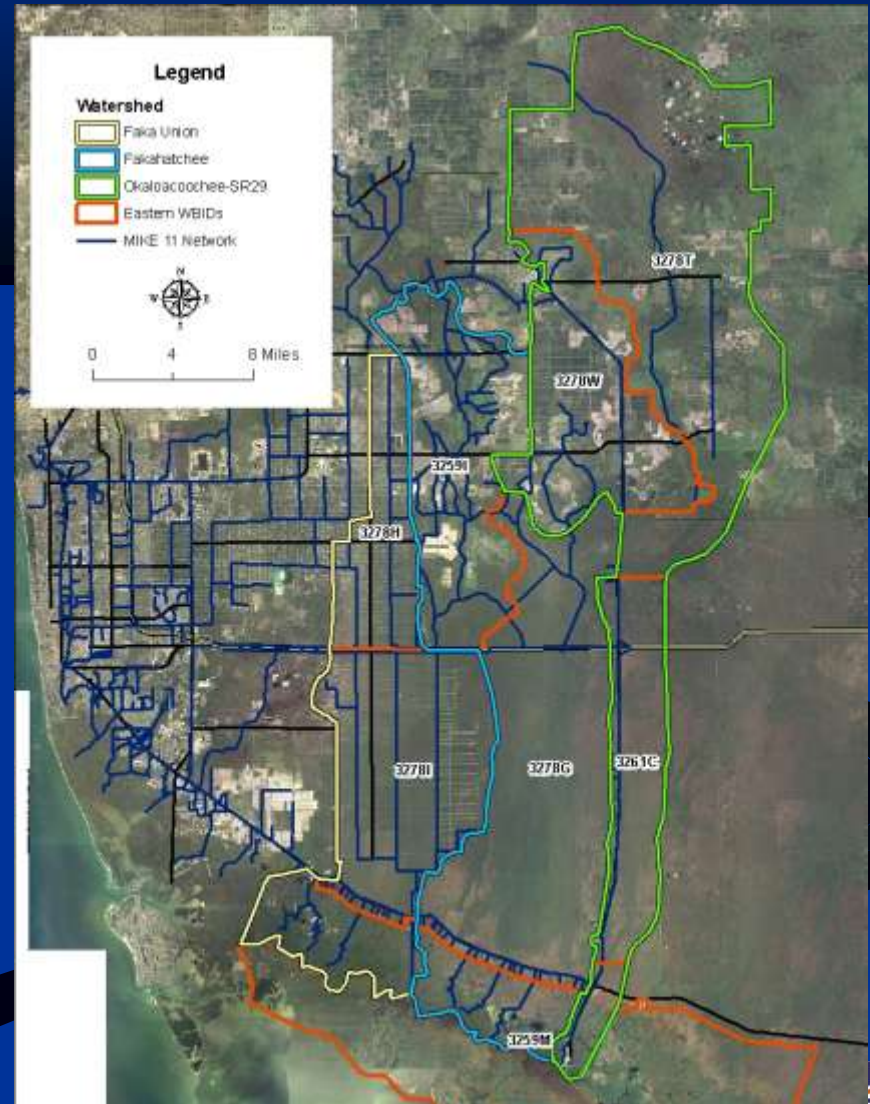 Legend
Watershed
Faka Union
Fakahatchee
Okaloacoochee-SR29
Eastern WBIDs
MIKE 11 Network
N
W
E
S
0 4 8 Miles
3278T
3278W
3259I
3278H
3278I
3278G
3261C
3259M